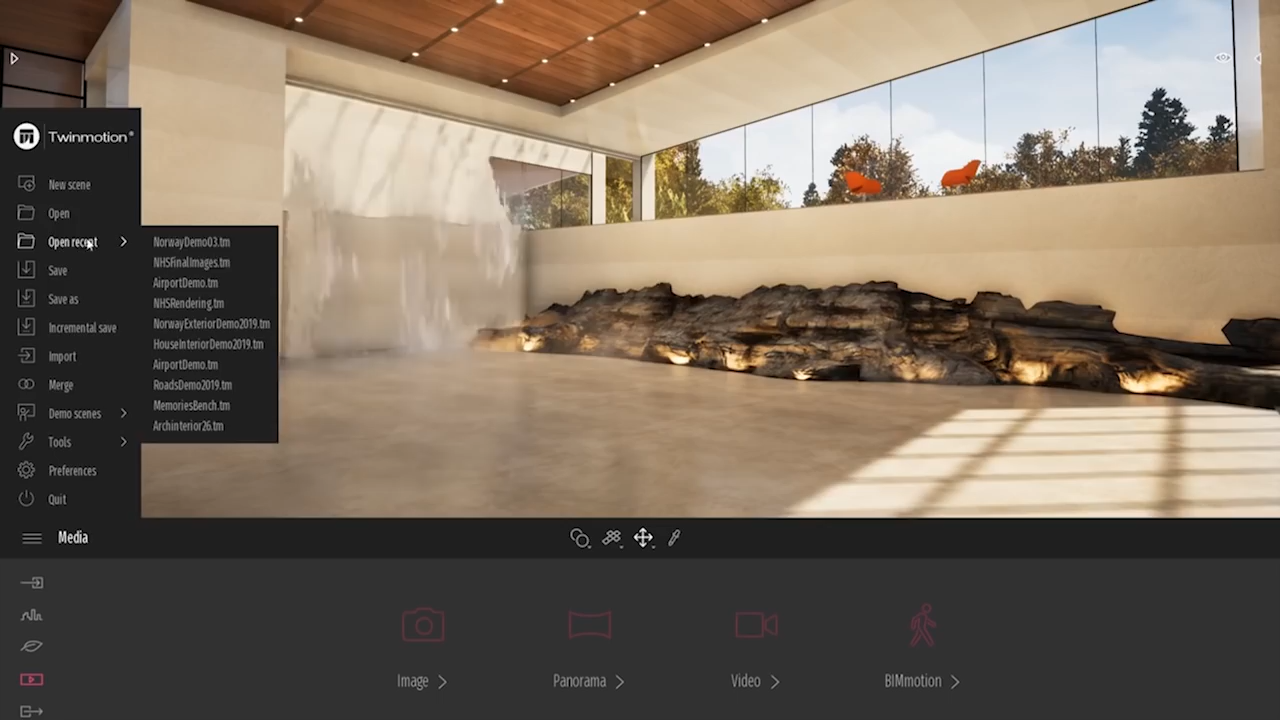 Twinmotion®
New scene
Open
Open recent
Save
Save as
Incremental save
Import
Merge
Demo scenes
Tools
Preferences
Quit
NorwayDemo03.tm
NHSFinalImages.tm
AirportDemo.tm
NHSRendering.tm
NorwayExteriorDemo2019.tm
HouseInteriorDemo2019.tm
AirportDemo.tm
RoadsDemo2019.tm
MemoriesBench.tm
Archinterior26.tm
Media
Image
Panorama
Video
BIMmotion